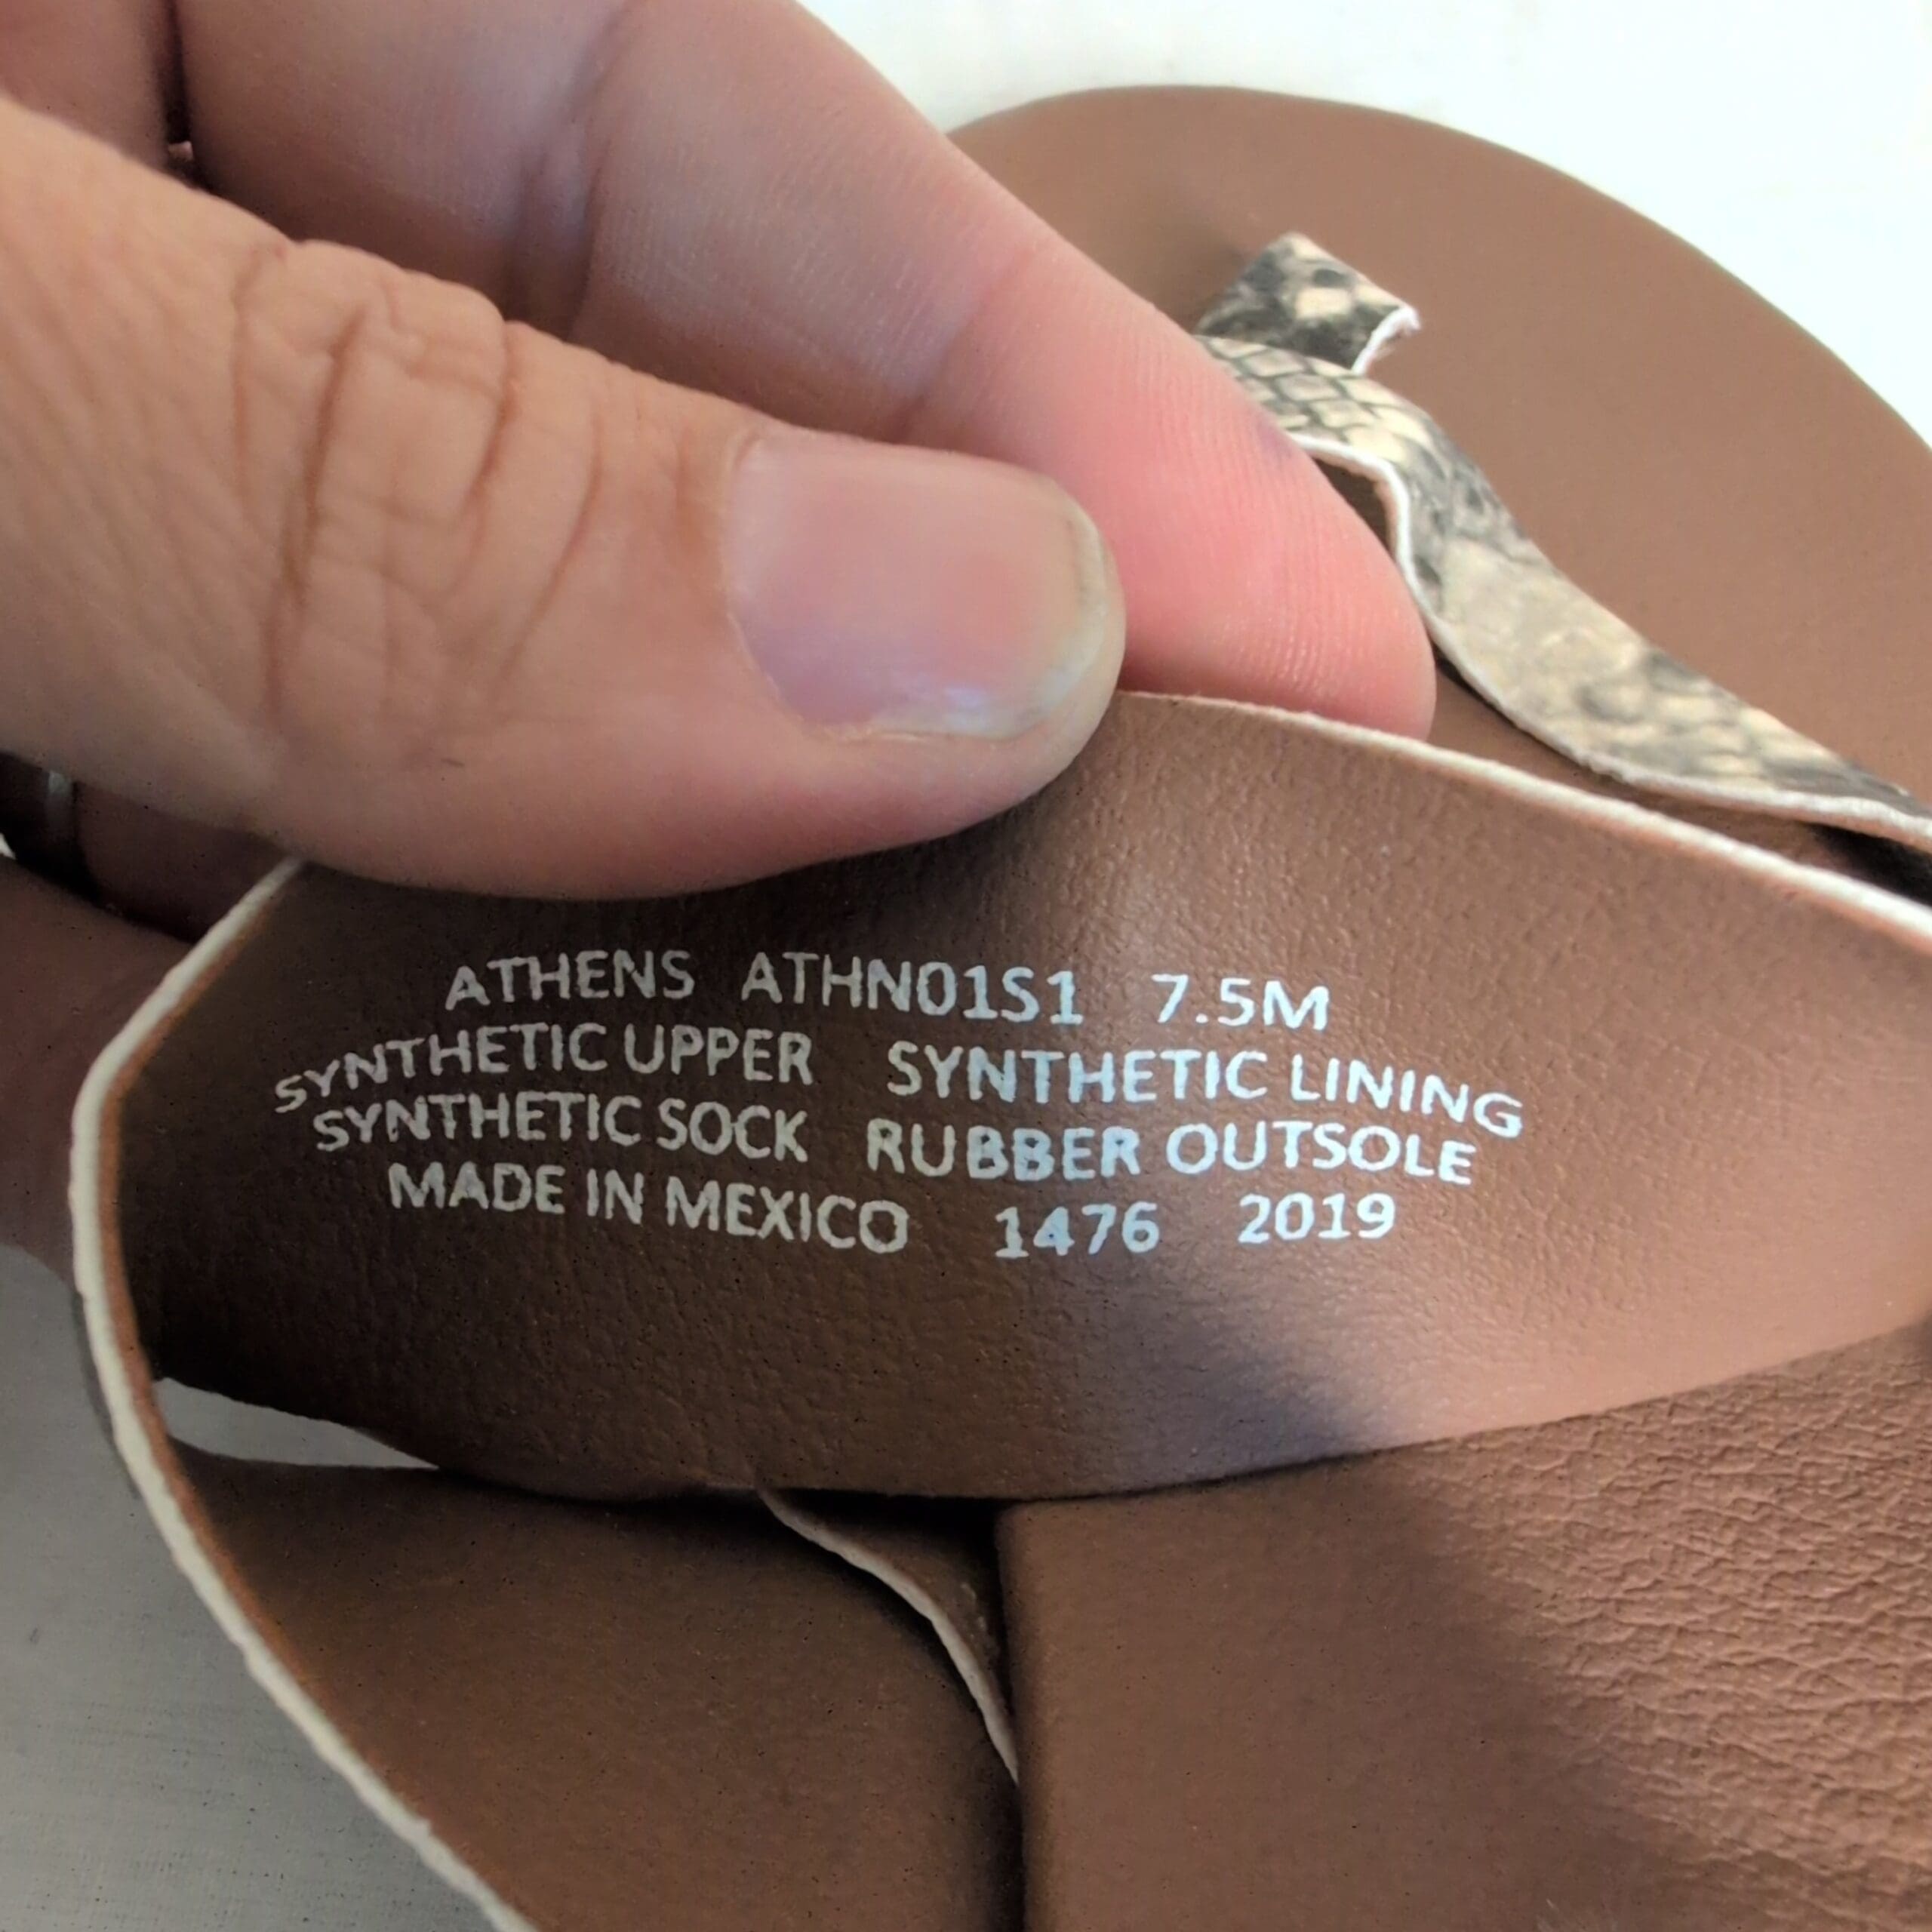 ATHENS ATHN01S1 7.5M
SYNTHETIC UPPER SYNTHETIC LINING
SYNTHETIC SOCK RUBBER OUTSOLE
MADE IN MEXICO 1476 2019